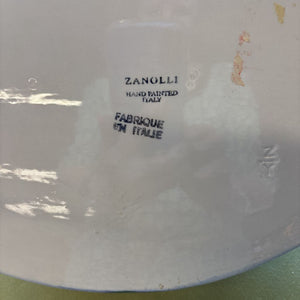 ZANOLLI
HAND PAINTED
ITALY
FABRIQUE
EN ITALIE